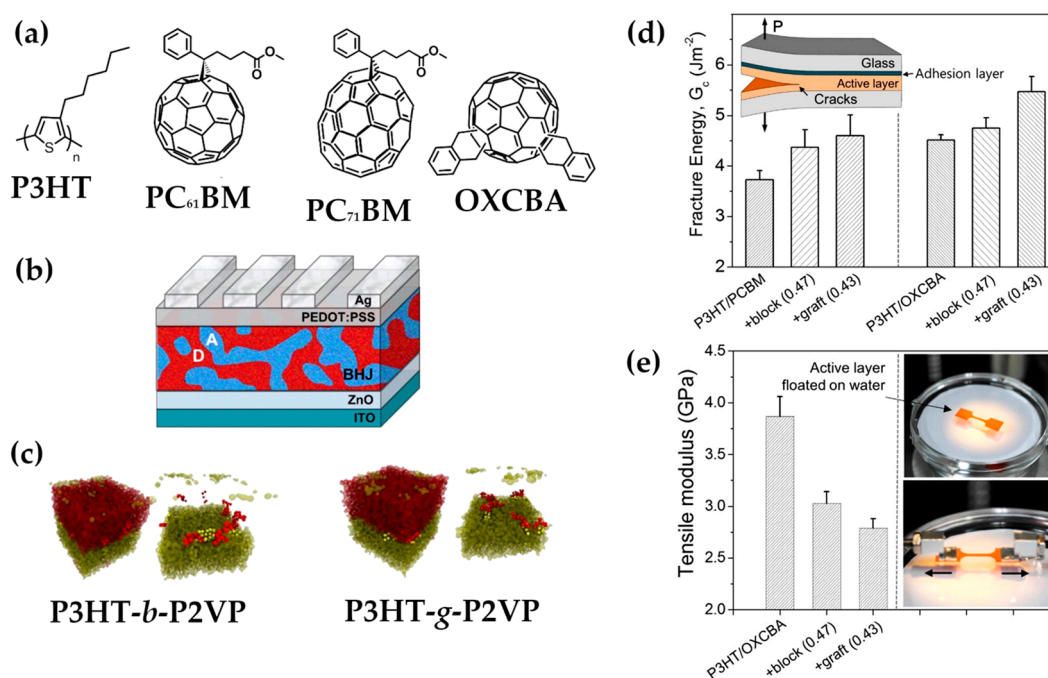 (a)
O
O
S
n
P3HT
PC₆₁BM
O
O
PC₇₁BM
OXCBA
(b)
Ag
PEDOT:PSS
A
D
BHJ
ZnO
ITO
(c)
P3HT-b-P2VP
P3HT-g-P2VP
(d)
Fracture Energy, Gc (Jm⁻²)
6
5
4
3
2
P
Glass
Adhesion layer
Active layer
Cracks
P3HT/PCBM
+block (0.47)
+graft (0.43)
P3HT/OXCBA
+block (0.47)
+graft (0.43)
(e)
Tensile modulus (GPa)
4.5
4.0
3.5
3.0
2.5
2.0
Active layer
floated on water
P3HT/OXCBA
+block (0.47)
+graft (0.43)